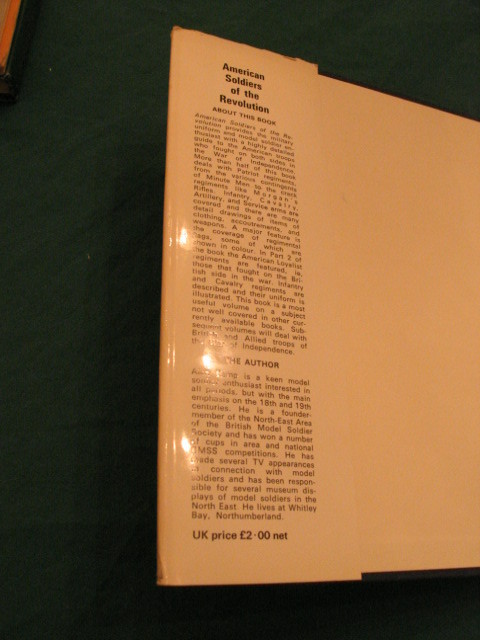 American
Soldiers
of the
Revolution
ABOUT THIS BOOK
American Soldiers of the Re-
volution provides the military
uniform and model soldier en-
thusiast with a highly detailed
guide to the American troops
who fought on both sides in
the War of Independence.
More than half of this book
deals with Patriot regiments
from the various contingents
of Minute Men to the crack
regiments like Morgan's
Rifles. Infantry, Cavalry,
Artillery, and Service arms are
covered and there are many
detail drawings of items of
clothing, accoutrements, and
weapons. A major feature is
the coverage of regimental
flags, some of which are
shown in colour. In Part 2 of
the book the American Loyalist
regiments are featured, ie,
those that fought on the Bri-
tish side in the war. Infantry
and Cavalry regiments are
described and their uniform is
illustrated. This book is a most
useful volume on a subject
not well covered in other cur-
rently available books. Sub-
sequent volumes will deal with
British and Allied troops of
the War of Independence.
THE AUTHOR
is a keen model
soldier enthusiast interested in
all periods, but with the main
emphasis on the 18th and 19th
centuries. He is a founder-
member of the North-East Area
of the British Model Soldier
Society and has won a number
of cups in area and national
BMSS competitions. He has
made several TV appearances
in connection with model
soldiers and has been respon-
sible for several museum dis-
plays of model soldiers in the
North East. He lives at Whitley
Bay, Northumberland.
UK price £2·00 net